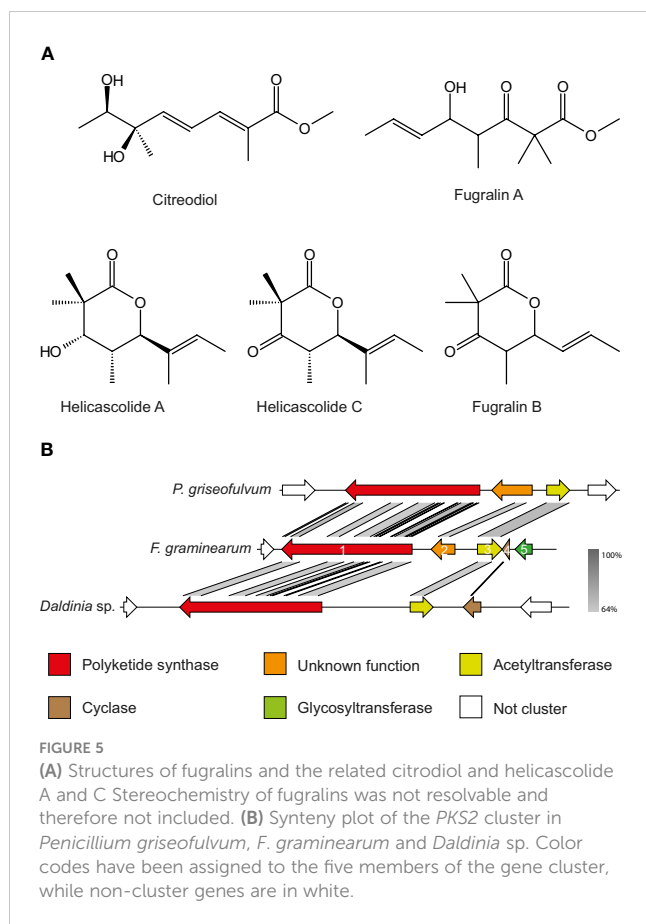 A
OH
O
O
HO
Citreodiol
OH
O
O
O
Fugralin A
O
O
HO
Helicascolide A
O
O
O
Helicascolide C
O
O
O
Fugralin B
B
P. griseofulvum
F. graminearum
1
2
3
4
5
100%
64%
Daldinia sp.
Polyketide synthase
Unknown function
Acetyltransferase
Cyclase
Glycosyltransferase
Not cluster
FIGURE 5
(A) Structures of fugralins and the related citrodiol and helicascolide
A and C Stereochemistry of fugralins was not resolvable and
therefore not included. (B) Synteny plot of the PKS2 cluster in
Penicillium griseofulvum, F. graminearum and Daldinia sp. Color
codes have been assigned to the five members of the gene cluster,
while non-cluster genes are in white.